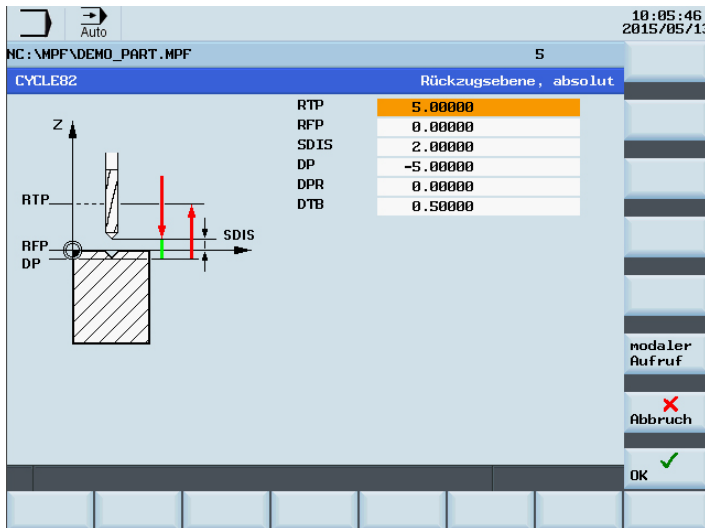 Auto
10:05:46
2015/05/13
NC:\MPF\DEMO_PART.MPF 5
CYCLE82 Rückzugsebene, absolut
RTP 5.00000
RFP 0.00000
SDIS 2.00000
DP -5.00000
DPR 0.00000
DTB 0.50000
Z
RTP
SDIS
RFP
DP
modaler
Aufruf
Abbruch
OK